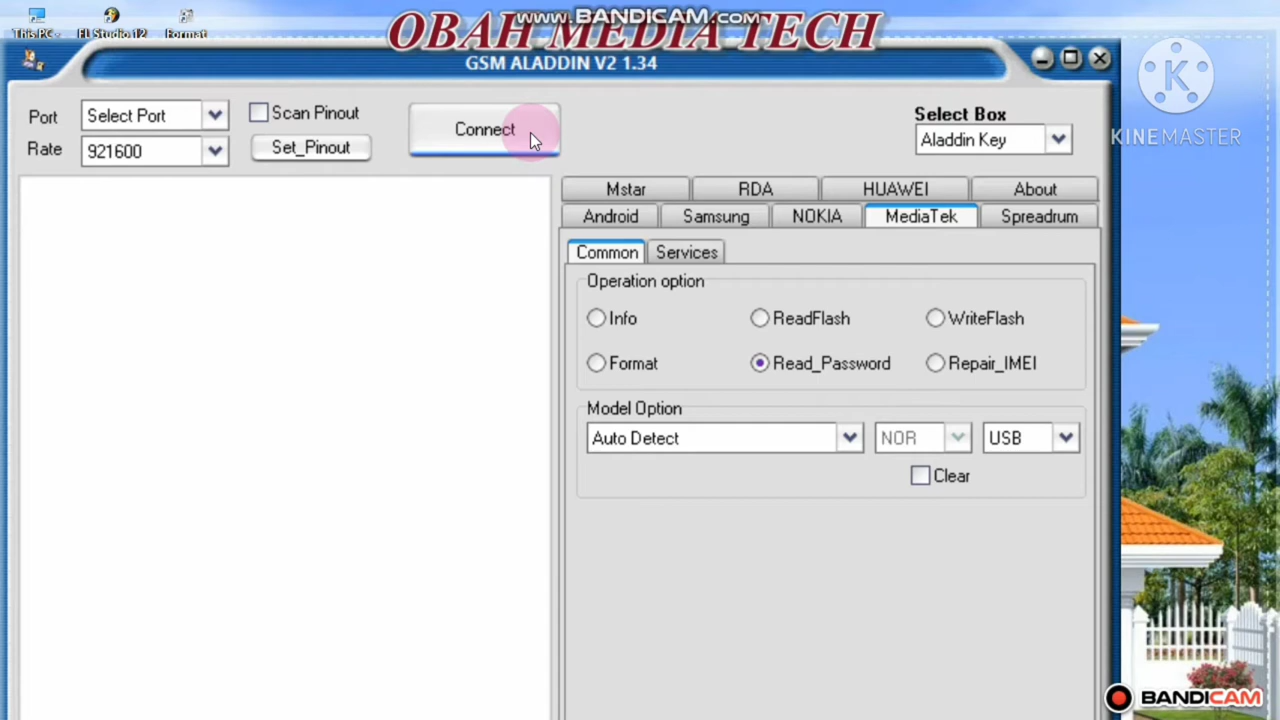 www.BANDICAM.com
This PC
FL Studio 12
Format
OBAH MEDIA TECH
GSM ALADDIN V2 1.34
K
KINEMASTER
Port
Select Port
Scan Pinout
Connect
Select Box
Rate
921600
Set_Pinout
Aladdin Key
Mstar
RDA
HUAWEI
About
Android
Samsung
NOKIA
MediaTek
Spreadrum
Common
Services
Operation option
Info
ReadFlash
WriteFlash
Format
Read_Password
Repair_IMEI
Model Option
Auto Detect
NOR
USB
Clear
BANDICAM